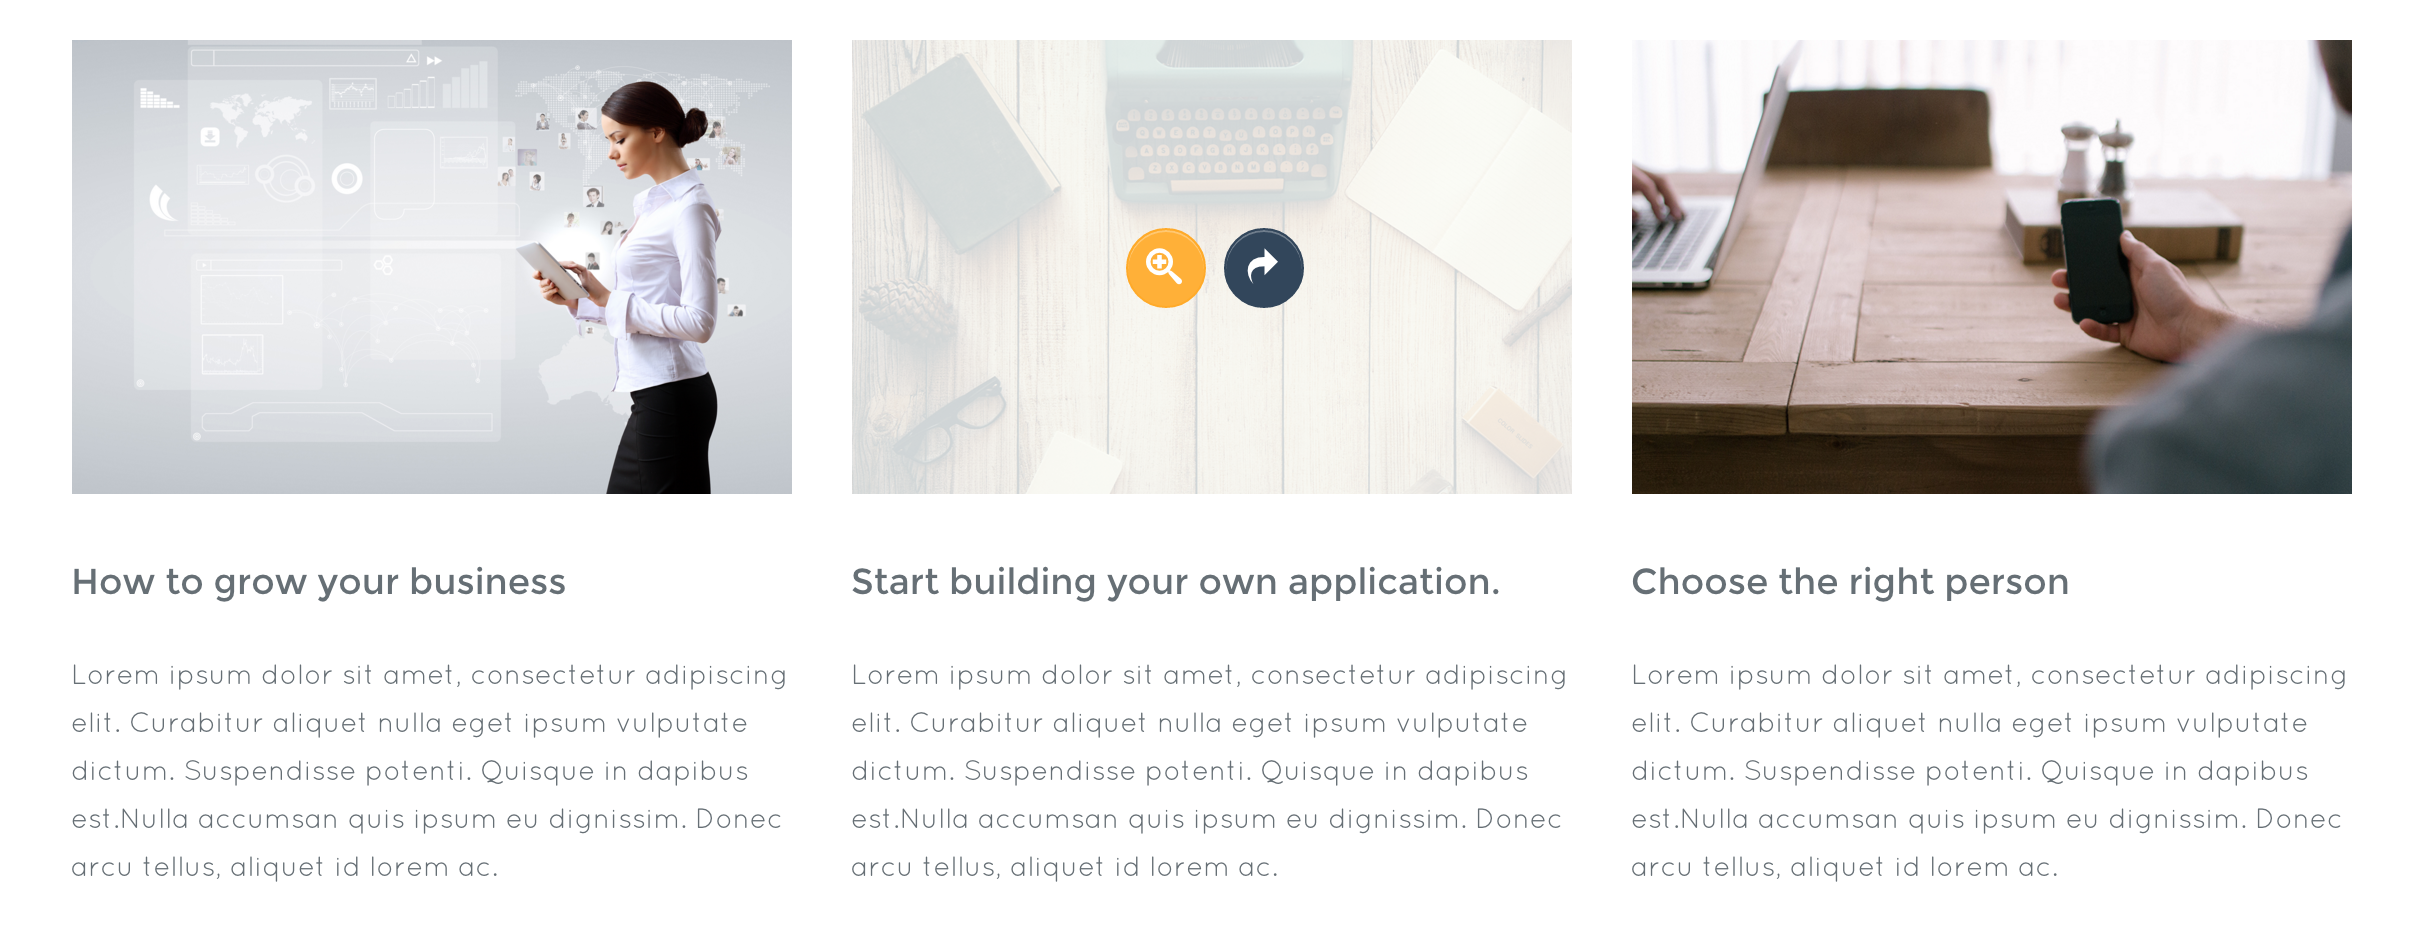 How to grow your business
Lorem ipsum dolor sit amet, consectetur adipiscing
elit. Curabitur aliquet nulla eget ipsum vulputate
dictum. Suspendisse potenti. Quisque in dapibus
est.Nulla accumsan quis ipsum eu dignissim. Donec
arcu tellus, aliquet id lorem ac.
Start building your own application.
Lorem ipsum dolor sit amet, consectetur adipiscing
elit. Curabitur aliquet nulla eget ipsum vulputate
dictum. Suspendisse potenti. Quisque in dapibus
est.Nulla accumsan quis ipsum eu dignissim. Donec
arcu tellus, aliquet id lorem ac.
Choose the right person
Lorem ipsum dolor sit amet, consectetur adipiscing
elit. Curabitur aliquet nulla eget ipsum vulputate
dictum. Suspendisse potenti. Quisque in dapibus
est.Nulla accumsan quis ipsum eu dignissim. Donec
arcu tellus, aliquet id lorem ac.